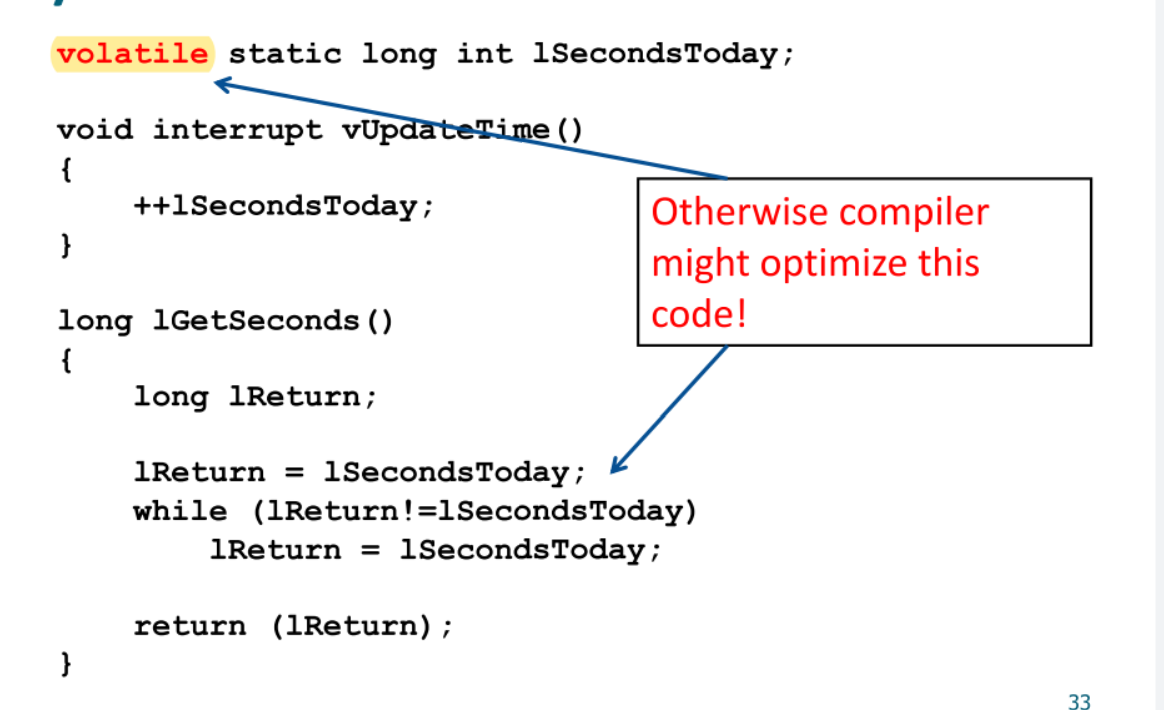 volatile static long int lSecondsToday;
void interrupt vUpdateTime()
{
++lSecondsToday;
}
Otherwise compiler
might optimize this
code!
long lGetSeconds()
{
long lReturn;
lReturn = lSecondsToday;
while (lReturn!=lSecondsToday)
lReturn = lSecondsToday;
return (lReturn);
}
33